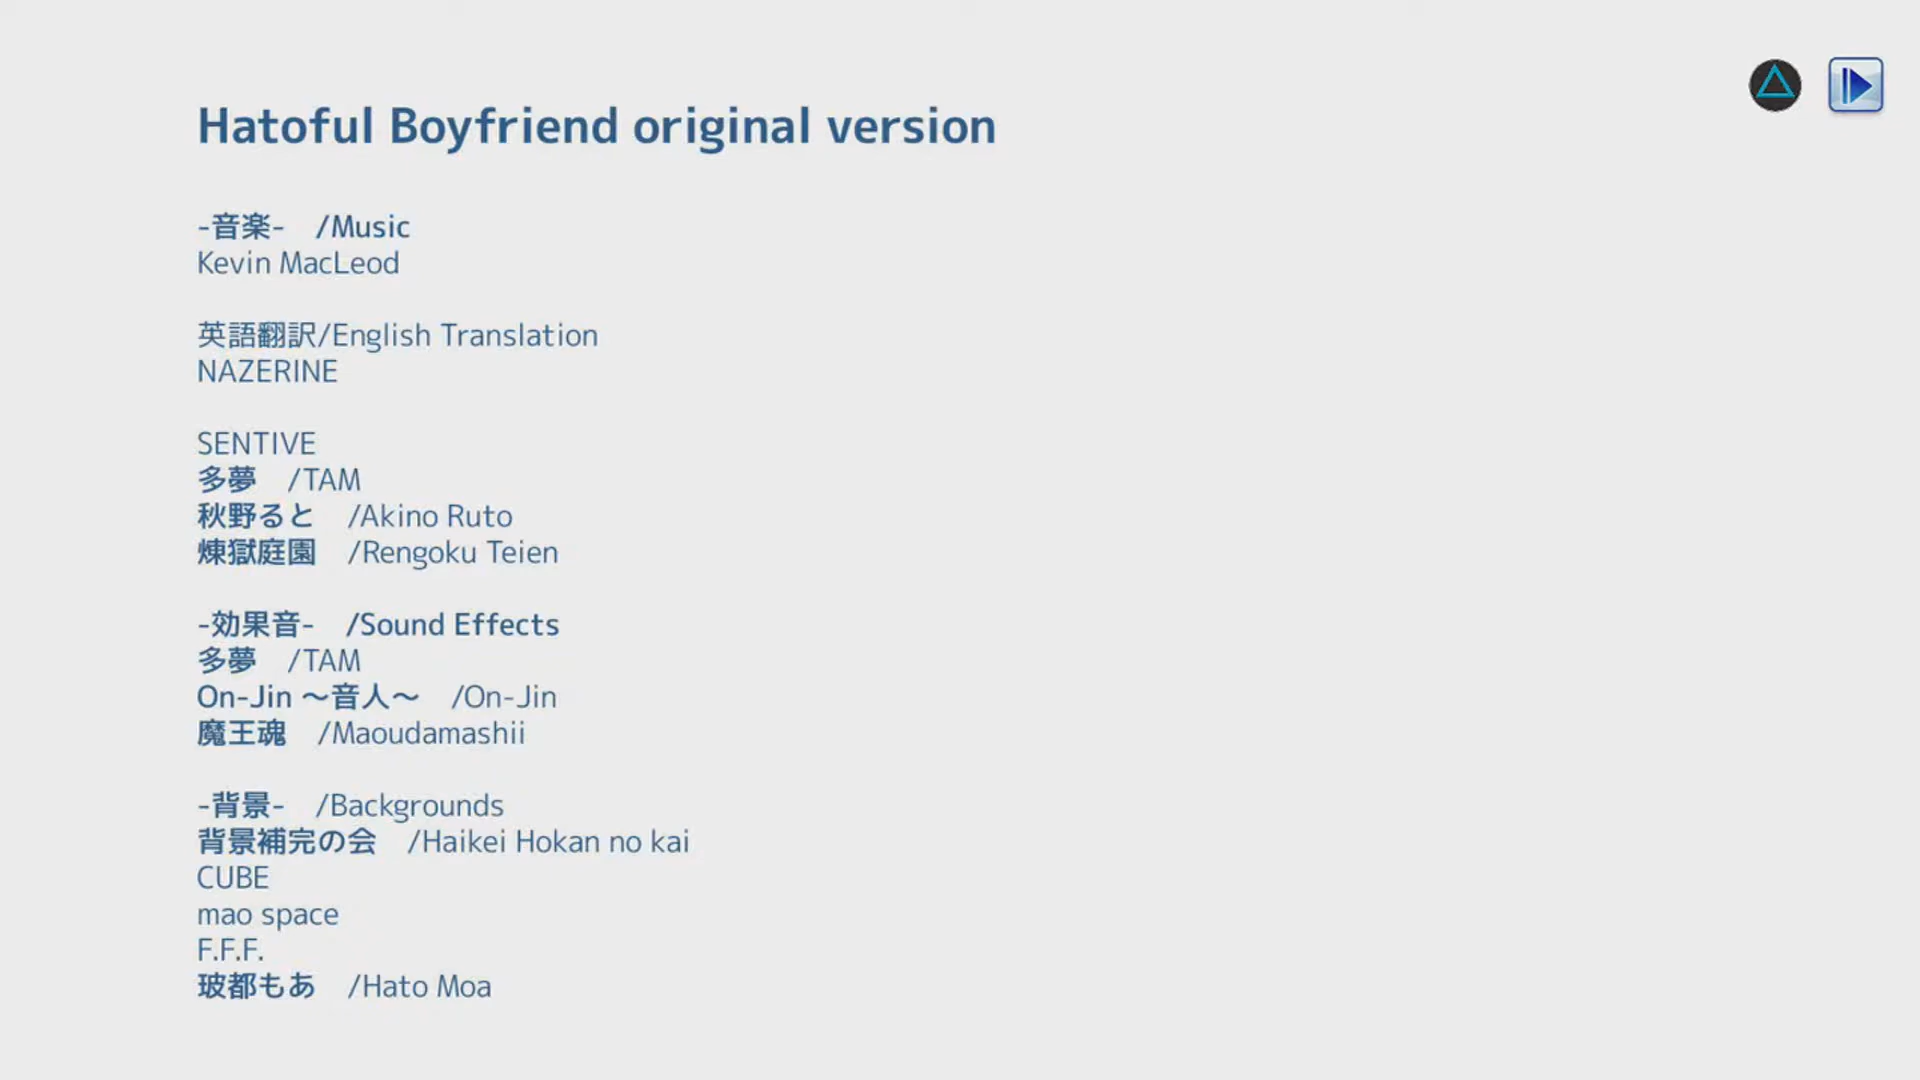 Hatoful Boyfriend original version
-音楽-　/Music
Kevin MacLeod
英語翻訳/English Translation
NAZERINE
SENTIVE
多夢　/TAM
秋野ると　/Akino Ruto
煉獄庭園　/Rengoku Teien
-効果音-　/Sound Effects
多夢　/TAM
On-Jin ～音人～　/On-Jin
魔王魂　/Maoudamashii
-背景-　/Backgrounds
背景補完の会　/Haikei Hokan no kai
CUBE
mao space
F.F.F.
玻都もあ　/Hato Moa